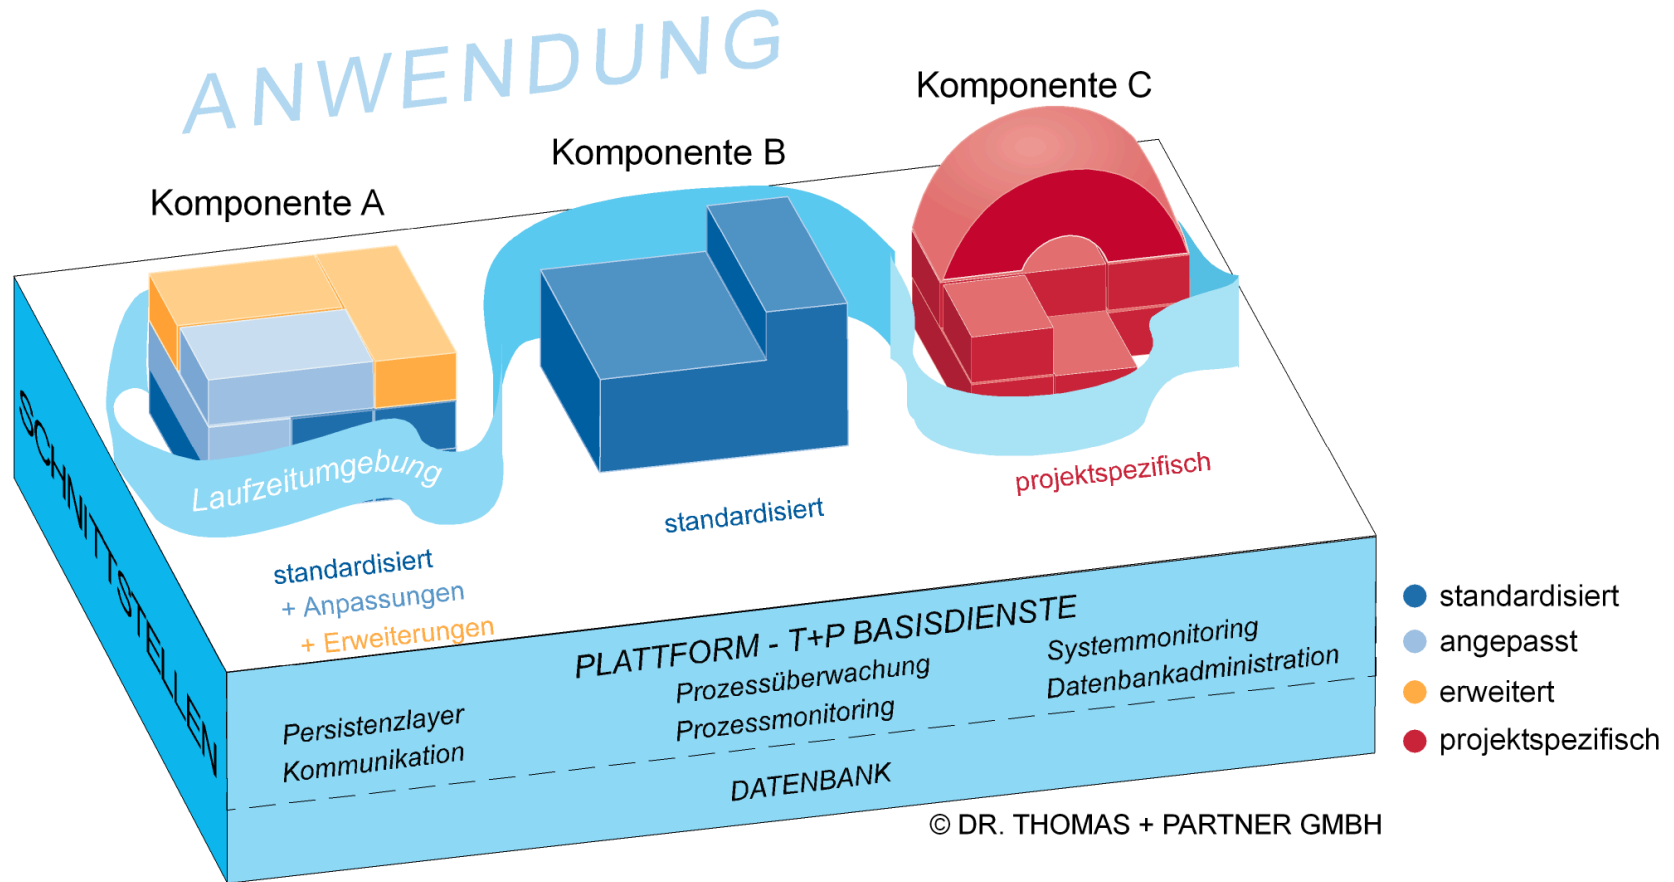 ANWENDUNG
Komponente A
Komponente B
Komponente C
Laufzeitumgebung
standardisiert
+ Anpassungen
+ Erweiterungen
standardisiert
projektspezifisch
SCHNITTSTELLEN
PLATTFORM - T+P BASISDIENSTE
Persistenzlayer
Kommunikation
Prozessüberwachung
Prozessmonitoring
Systemmonitoring
Datenbankadministration
DATENBANK
standardisiert
angepasst
erweitert
projektspezifisch
© DR. THOMAS + PARTNER GMBH